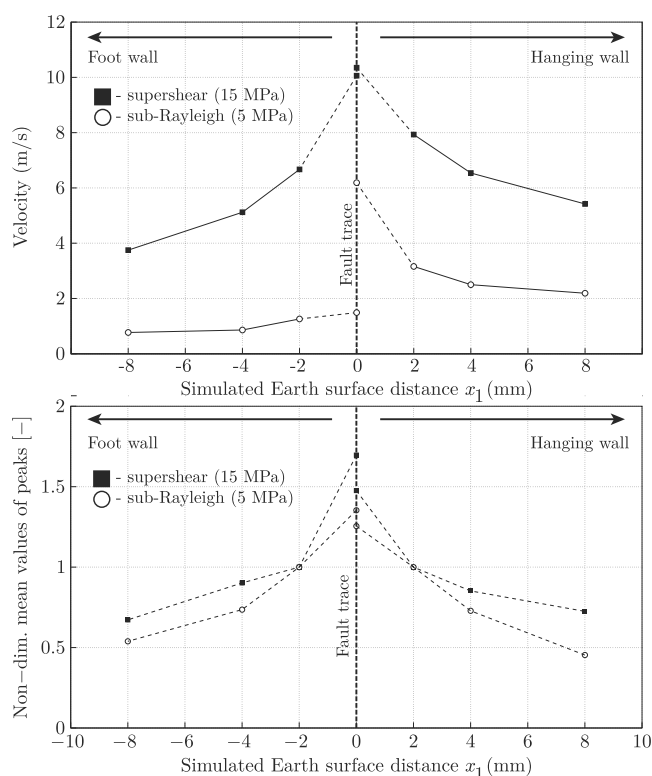 12
10
8
6
4
2
0
Velocity (m/s)
Foot wall
Hanging wall
- supershear (15 MPa)
- sub-Rayleigh (5 MPa)
Fault trace
-8 -6 -4 -2 0 2 4 6 8
Simulated Earth surface distance x1 (mm)
2
1.5
1
0.5
0
Non−dim. mean values of peaks [−]
Foot wall
Hanging wall
- supershear (15 MPa)
- sub-Rayleigh (5 MPa)
Fault trace
−10 −8 −6 −4 −2 0 2 4 6 8 10
Simulated Earth surface distance x1 (mm)